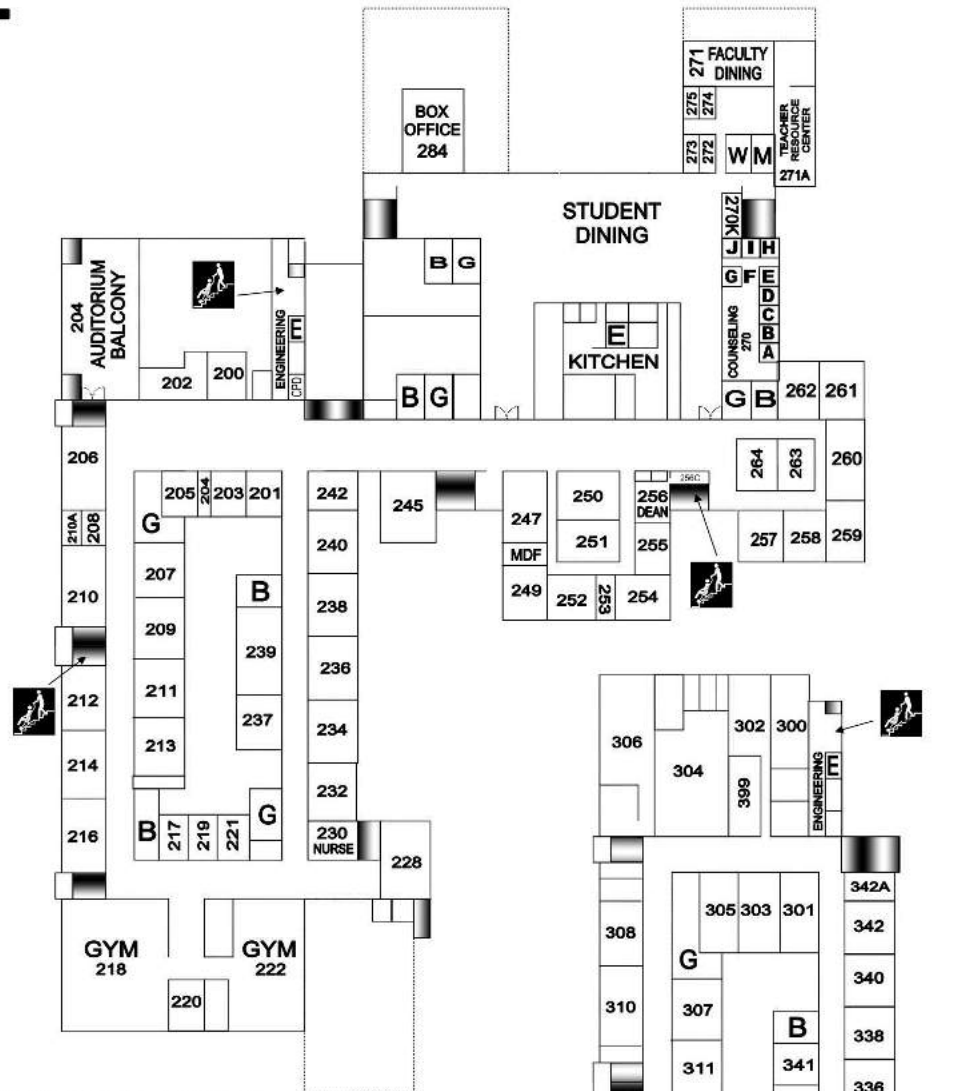 271 FACULTY
DINING
275 274
273 272
W M
TEACHER
RESOURCE
CENTER
271A
BOX
OFFICE
284
STUDENT
DINING
270K
J I H
G F E
D
C
B
A
COUNSELING
270
G B
262 261
204
AUDITORIUM
BALCONY
202
200
ENGINEERING
E
CPD
B G
B G
E
KITCHEN
206
210A 208
210
212
214
216
205 204 203 201
G
207
209
211
213
B
217 219 221
G
B
239
237
242
240
238
236
234
232
230
NURSE
228
245
247
MDF
249
250
251
252 253 254
256
DEAN
256C
255
264 263
260
257 258 259
GYM
218
220
GYM
222
306
304
302
399
300
ENGINEERING
E
342A
342
340
338
336
308
310
305 303 301
G
307
311
B
341